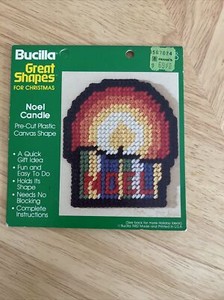 Bucilla
Great
Shapes
FOR CHRISTMAS
Noel
Candle
Pre-Cut Plastic
Canvas Shape
• A Quick
Gift Idea
• Fun and
Easy To Do
• Holds Its
Shape
• Needs No
Blocking
• Complete
Instructions
NOEL